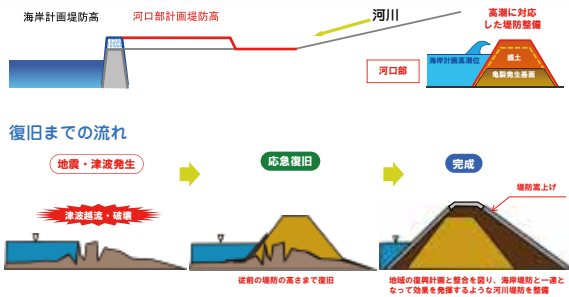 海岸計画堤防高
河口部計画堤防高
河川
高潮に対応
した堤防整備
河口部
海岸計画高潮位
盛土
亀裂発生基面
復旧までの流れ
地震・津波発生
応急復旧
完成
津波越流・破壊
堤防嵩上げ
従前の堤防の高さまで復旧
地域の復興計画と整合を図り、海岸堤防と一連と
なって効果を発揮するような河川堤防を整備